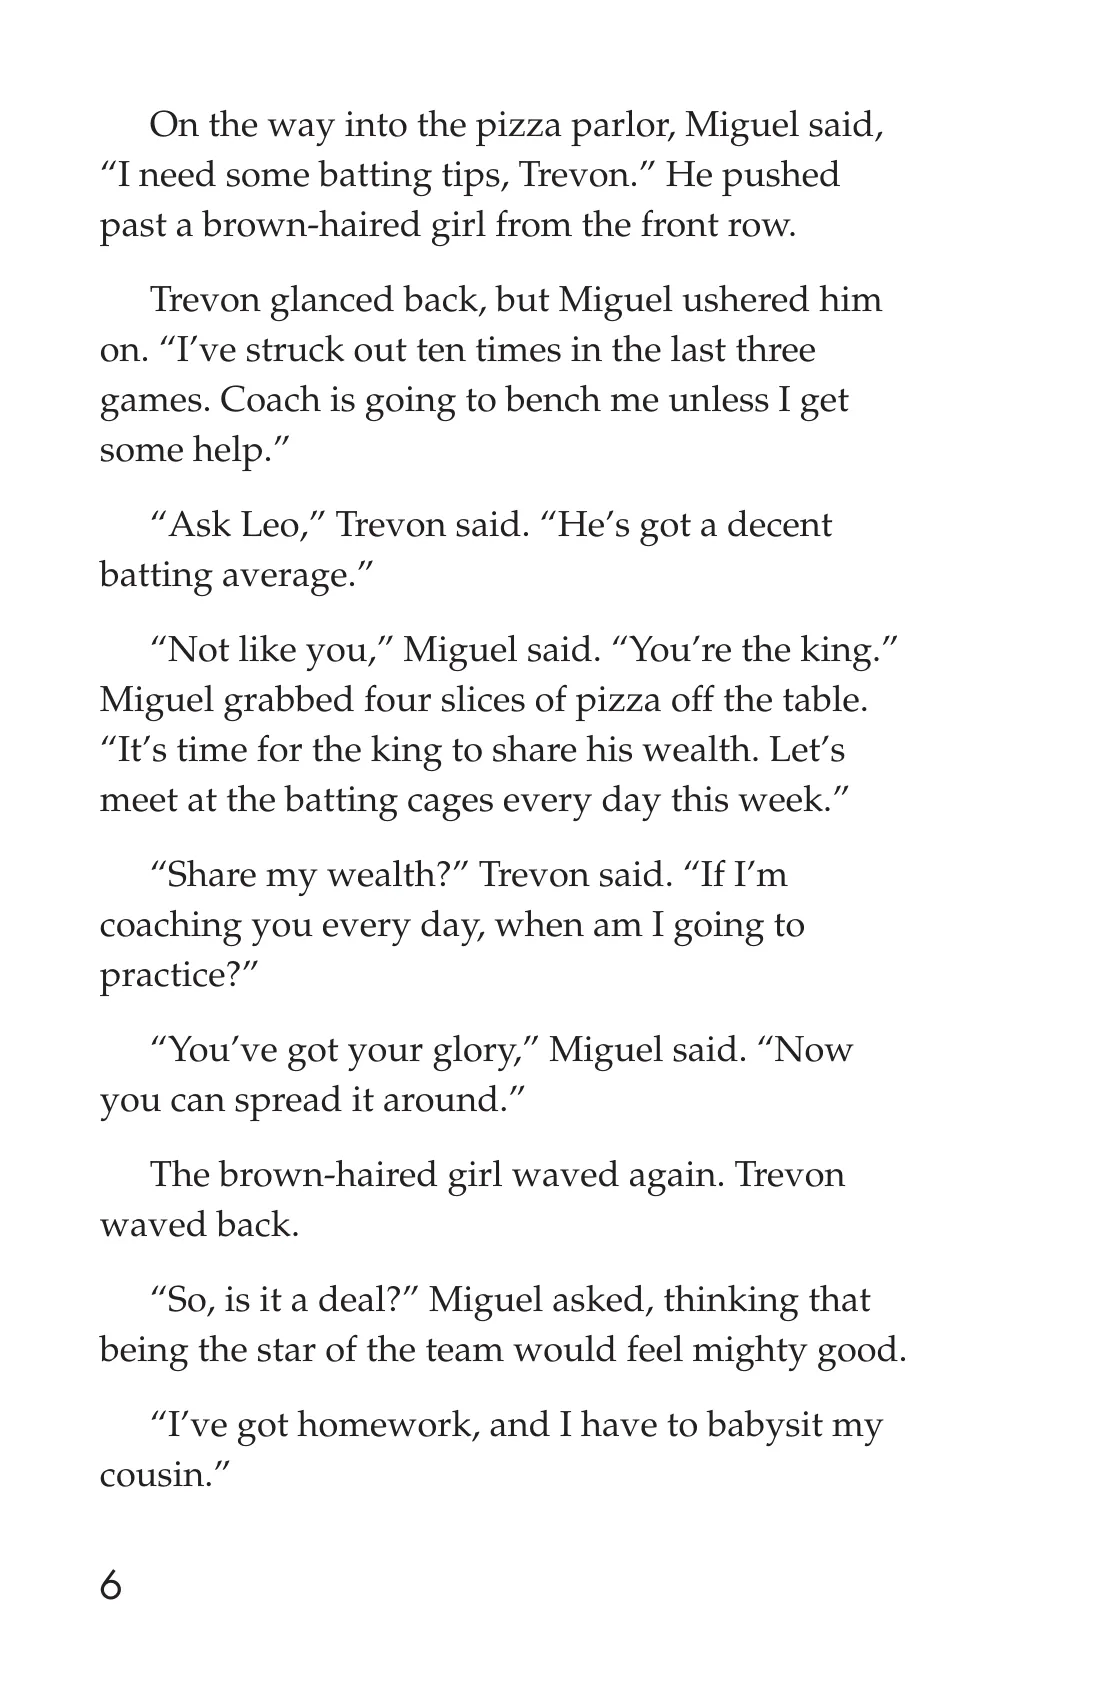 On the way into the pizza parlor, Miguel said,
“I need some batting tips, Trevon.” He pushed
past a brown-haired girl from the front row.
Trevon glanced back, but Miguel ushered him
on. “I’ve struck out ten times in the last three
games. Coach is going to bench me unless I get
some help.”
“Ask Leo,” Trevon said. “He’s got a decent
batting average.”
“Not like you,” Miguel said. “You’re the king.”
Miguel grabbed four slices of pizza off the table.
“It’s time for the king to share his wealth. Let’s
meet at the batting cages every day this week.”
“Share my wealth?” Trevon said. “If I’m
coaching you every day, when am I going to
practice?”
“You’ve got your glory,” Miguel said. “Now
you can spread it around.”
The brown-haired girl waved again. Trevon
waved back.
“So, is it a deal?” Miguel asked, thinking that
being the star of the team would feel mighty good.
“I’ve got homework, and I have to babysit my
cousin.”
6